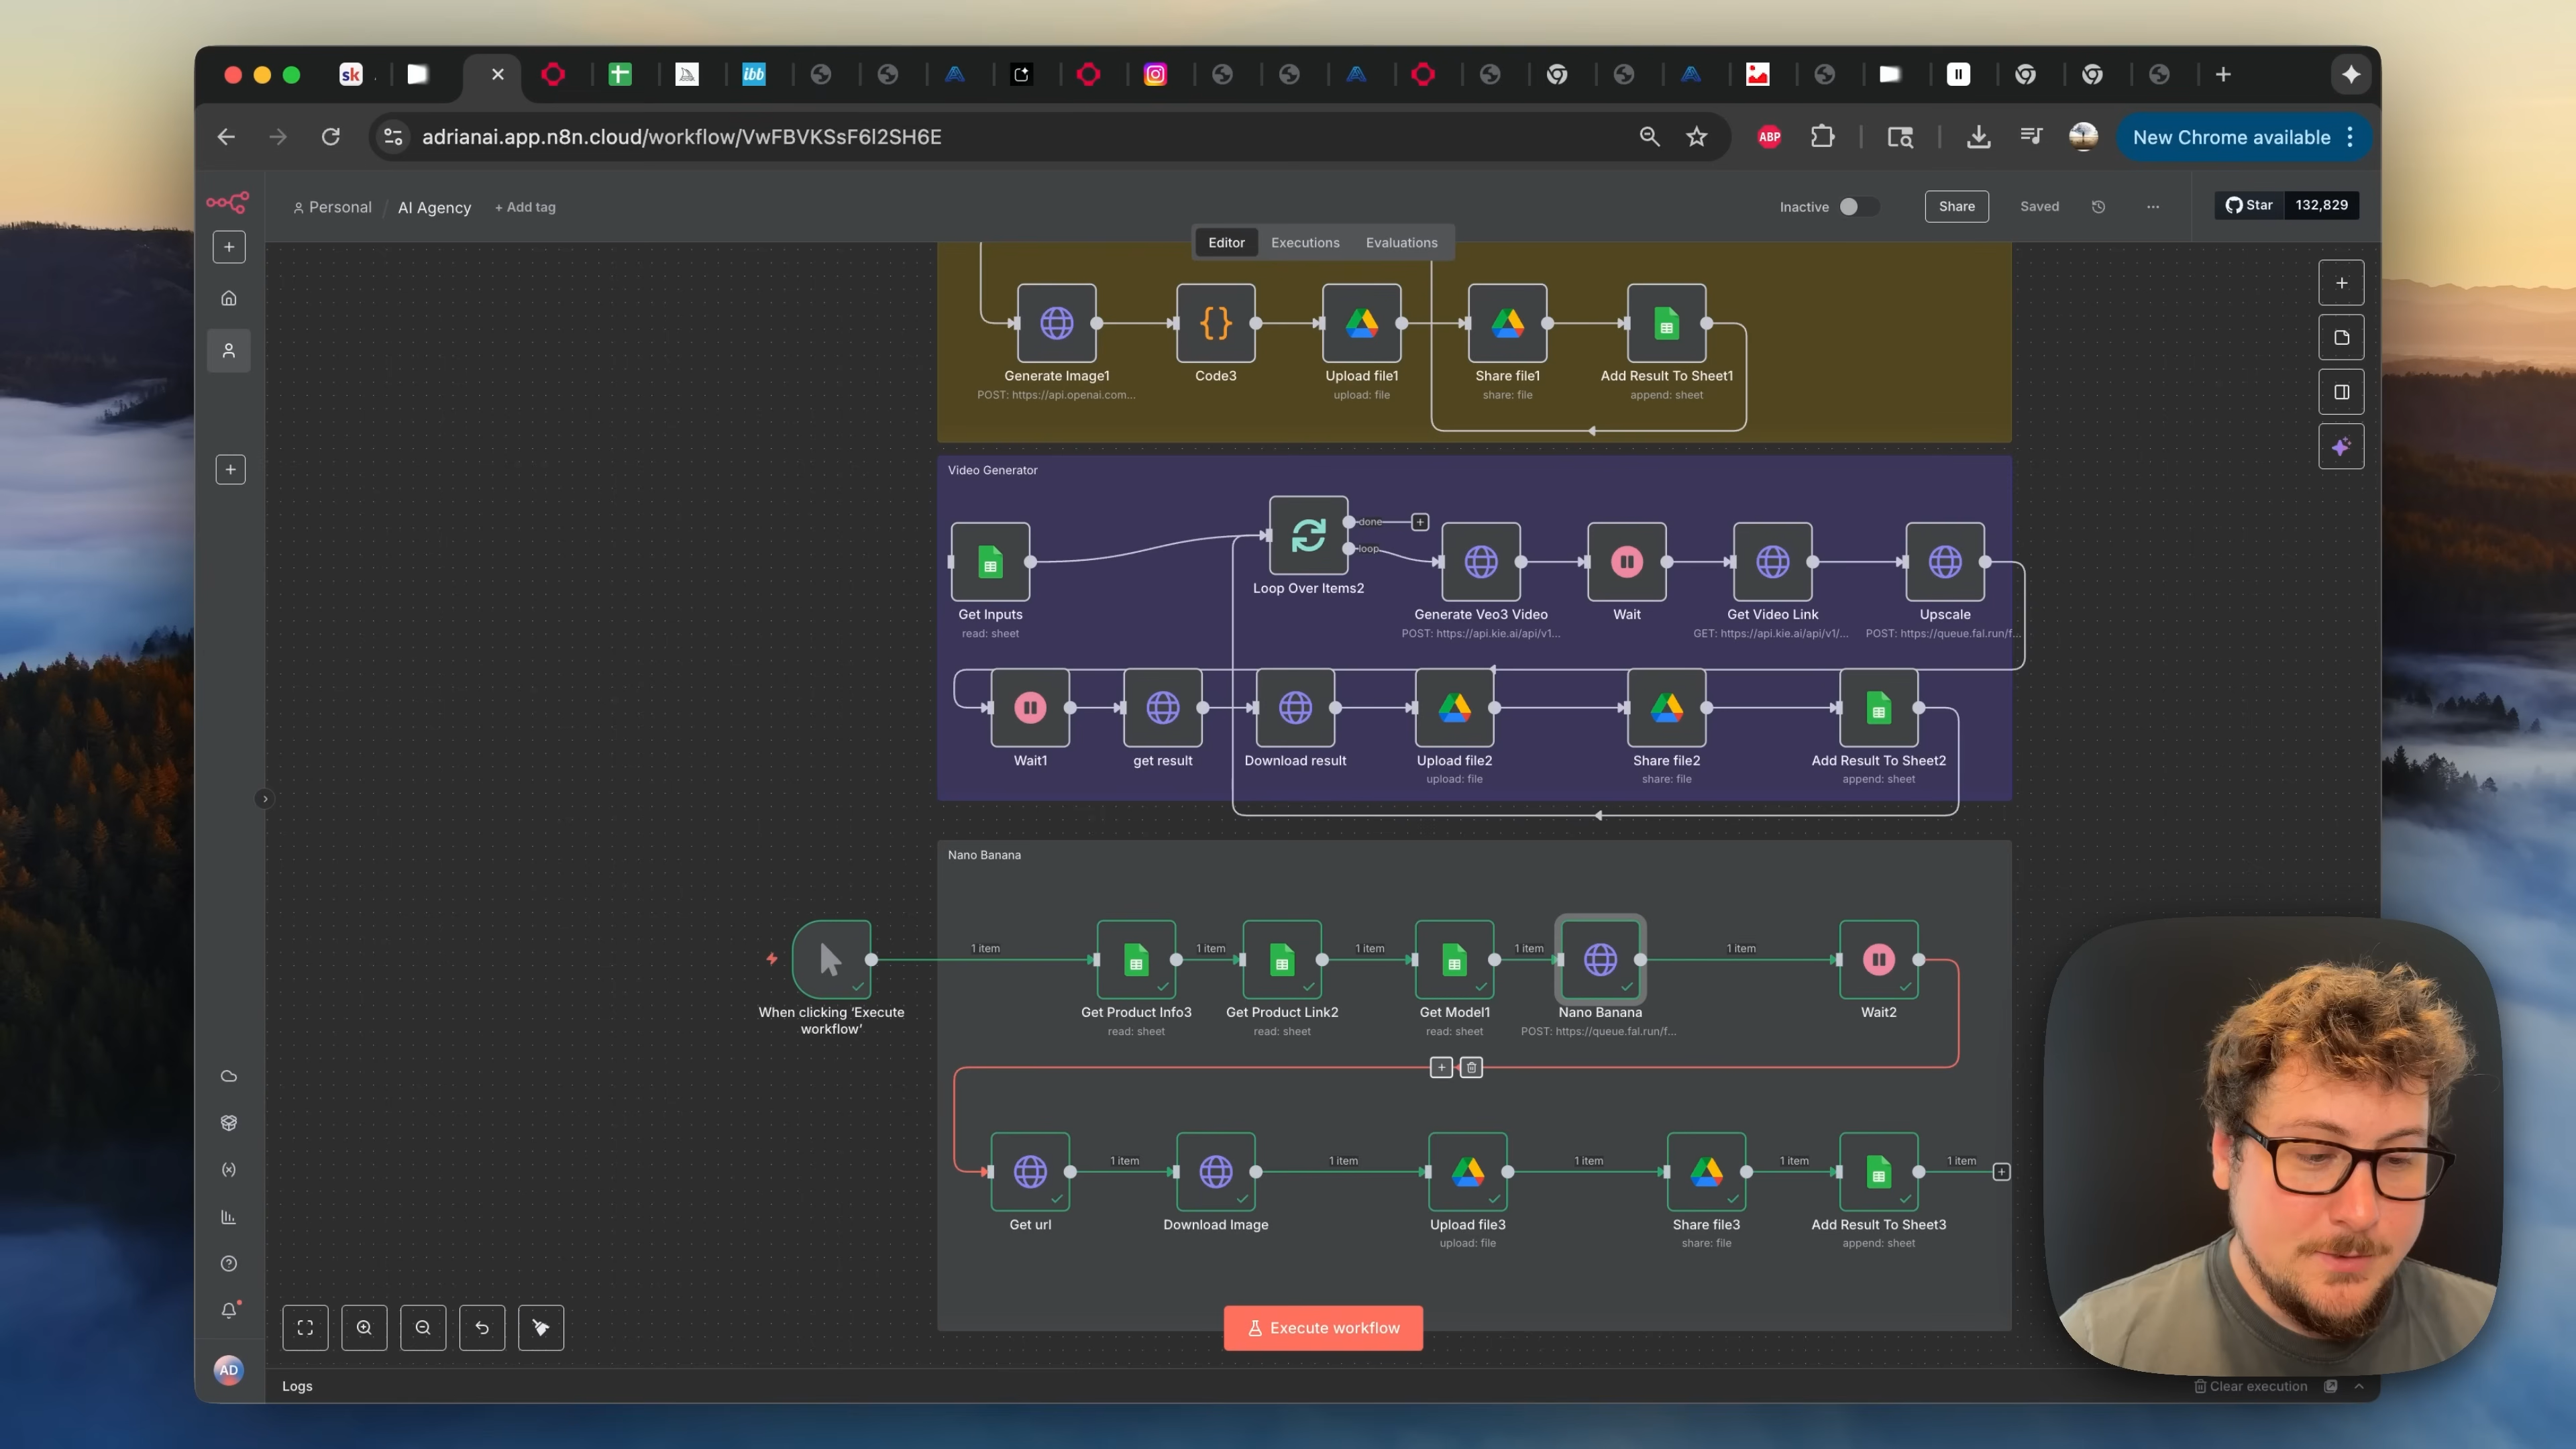 sk
ibb
adrianai.app.n8n.cloud/workflow/VwFBVKSsF6l2SH6E
ABP
New Chrome available
Personal / AI Agency + Add tag
Inactive
Share
Saved
...
Star 132,829
Editor Executions Evaluations
Generate Image1
POST: https://api.openai.com...
Code3
Upload file1
upload: file
Share file1
share: file
Add Result To Sheet1
append: sheet
Video Generator
Get Inputs
read: sheet
Loop Over Items2
done
loop
Generate Veo3 Video
POST: https://api.kie.ai/api/v1...
Wait
Get Video Link
GET: https://api.kie.ai/api/v1/...
Upscale
POST: https://queue.fal.run/f...
Wait1
get result
Download result
Upload file2
upload: file
Share file2
share: file
Add Result To Sheet2
append: sheet
Nano Banana
1 item
1 item
1 item
1 item
1 item
When clicking ‘Execute
workflow’
Get Product Info3
read: sheet
Get Product Link2
read: sheet
Get Model1
read: sheet
Nano Banana
POST: https://queue.fal.run/f...
Wait2
1 item
1 item
1 item
1 item
1 item
Get url
Download Image
Upload file3
upload: file
Share file3
share: file
Add Result To Sheet3
append: sheet
Execute workflow
AD
Logs
Clear execution